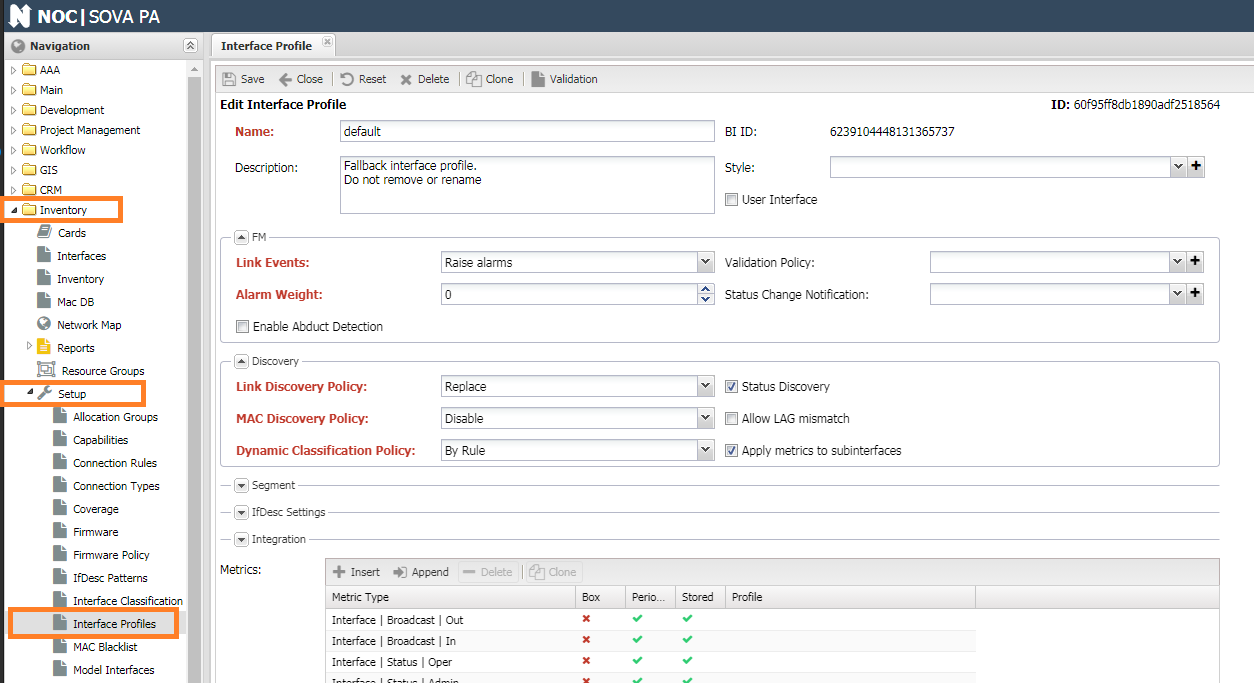 NOC|SOVA PA
Navigation
AAA
Main
Development
Project Management
Workflow
GIS
CRM
Inventory
Cards
Interfaces
Inventory
Mac DB
Network Map
Reports
Resource Groups
Setup
Allocation Groups
Capabilities
Connection Rules
Connection Types
Coverage
Firmware
Firmware Policy
IfDesc Patterns
Interface Classification
Interface Profiles
MAC Blacklist
Model Interfaces
Interface Profile
Save Close Reset Delete Clone Validation
Edit Interface Profile ID: 60f95ff8db1890adf2518564
Name: default BI ID: 6239104448131365737
Description: Fallback interface profile.
Do not remove or rename
Style:
User Interface
FM
Link Events: Raise alarms Validation Policy:
Alarm Weight: 0 Status Change Notification:
Enable Abduct Detection
Discovery
Link Discovery Policy: Replace Status Discovery
MAC Discovery Policy: Disable Allow LAG mismatch
Dynamic Classification Policy: By Rule Apply metrics to subinterfaces
Segment
IfDesc Settings
Integration
Metrics: Insert Append Delete Clone
Metric Type Box Perio... Stored Profile
Interface | Broadcast | Out
Interface | Broadcast | In
Interface | Status | Oper
Interface | Status | Admin